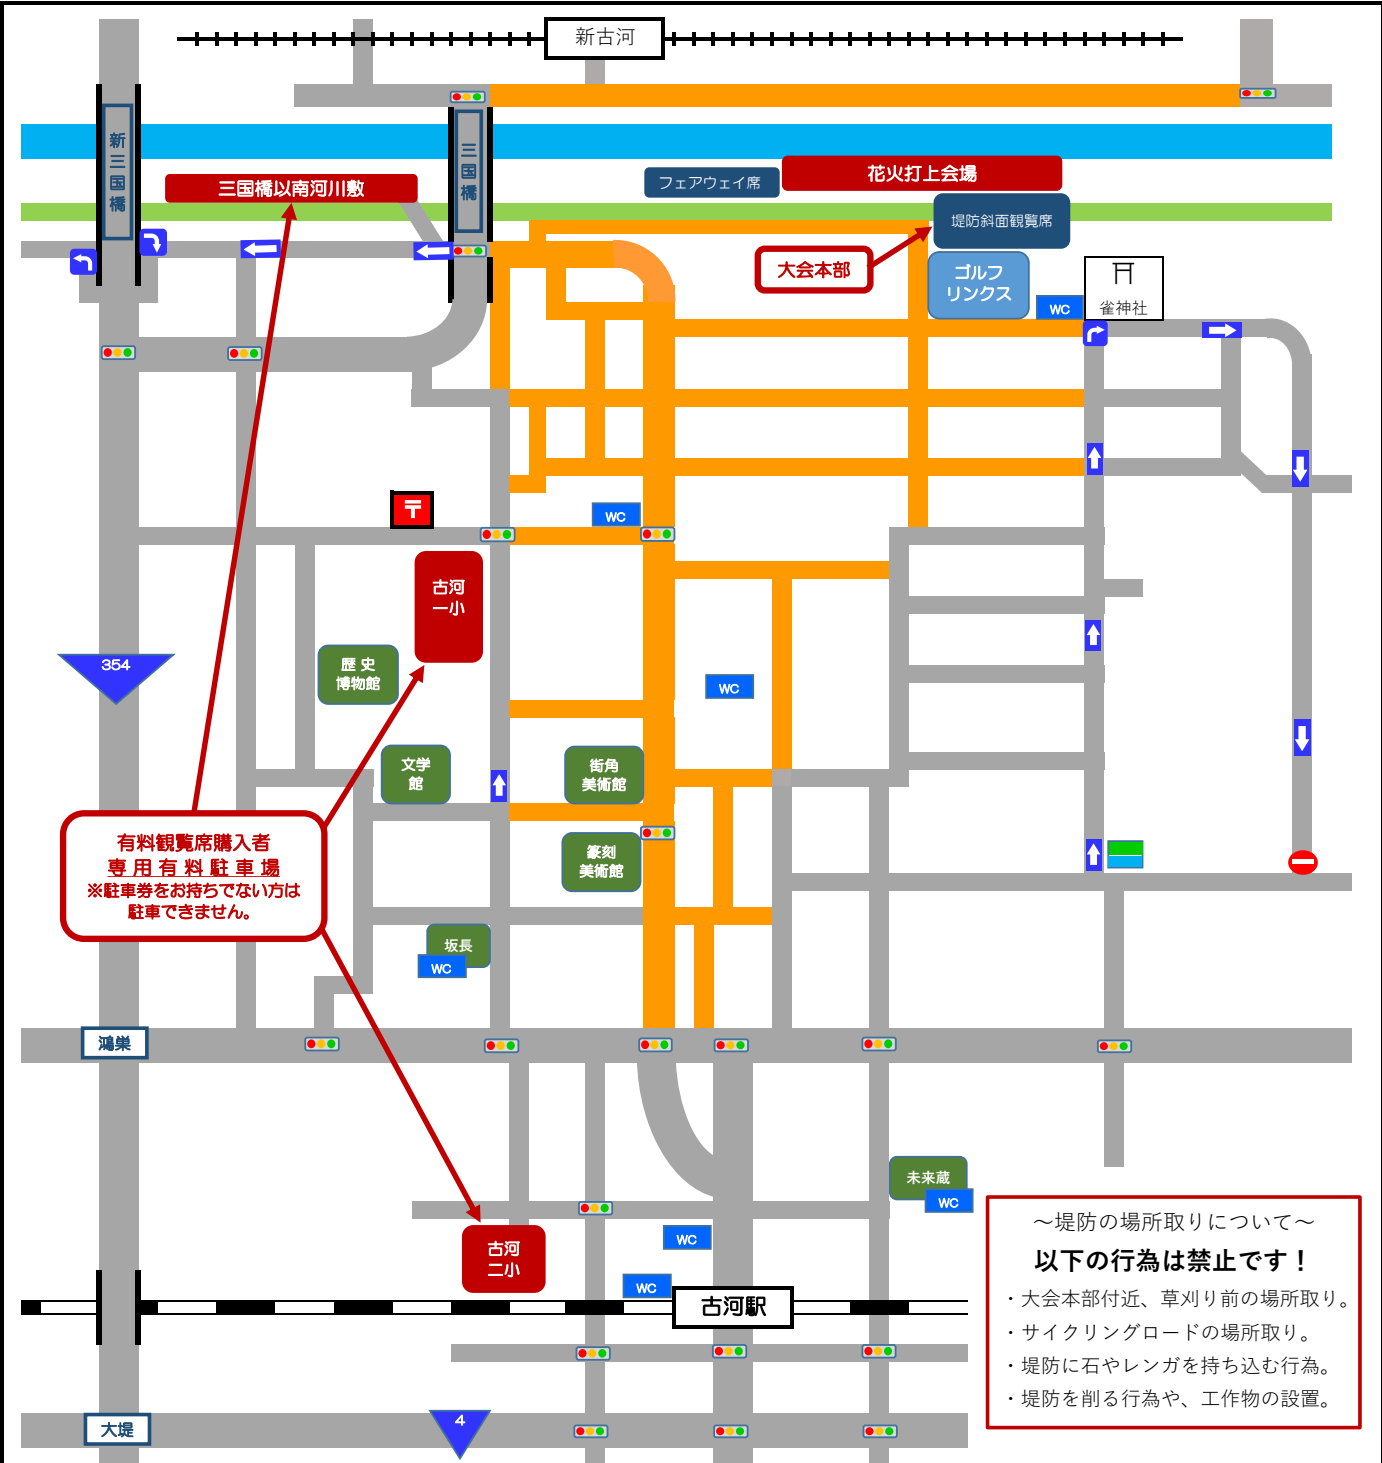 新古河
新三国橋
三国橋
三国橋以南河川敷
フェアウェイ席
花火打上会場
堤防斜面観覧席
大会本部
ゴルフ
リンクス
WC
雀神社
〒
WC
古河
一小
354
歴 史
博物館
WC
文学
館
街角
美術館
有料観覧席購入者
専 用 有 料 駐 車 場
※駐車券をお持ちでない方は
駐車できません。
篆刻
美術館
坂長
WC
鴻巣
未来蔵
WC
古河
二小
WC
WC
古河駅
大堤
4
～堤防の場所取りについて～
以下の行為は禁止です！
・大会本部付近、草刈り前の場所取り。
・サイクリングロードの場所取り。
・堤防に石やレンガを持ち込む行為。
・堤防を削る行為や、工作物の設置。